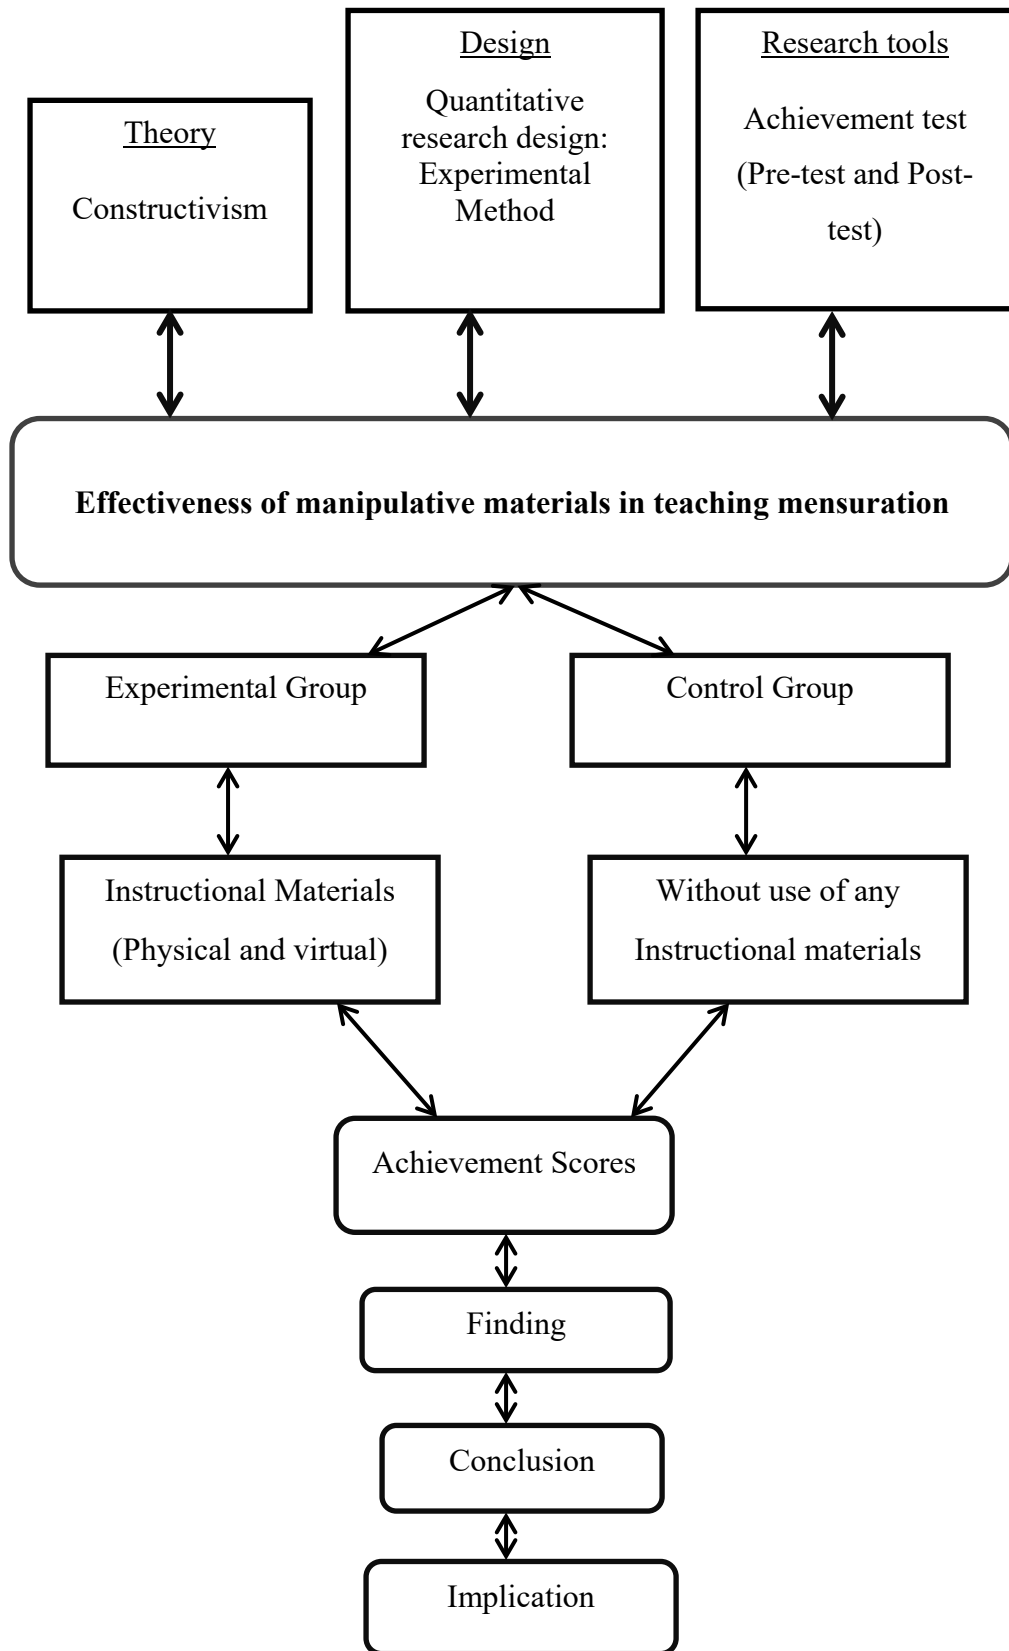 Theory
Constructivism
Design
Quantitative
research design:
Experimental
Method
Research tools
Achievement test
(Pre-test and Post-
test)
Effectiveness of manipulative materials in teaching mensuration
Experimental Group
Control Group
Instructional Materials
(Physical and virtual)
Without use of any
Instructional materials
Achievement Scores
Finding
Conclusion
Implication